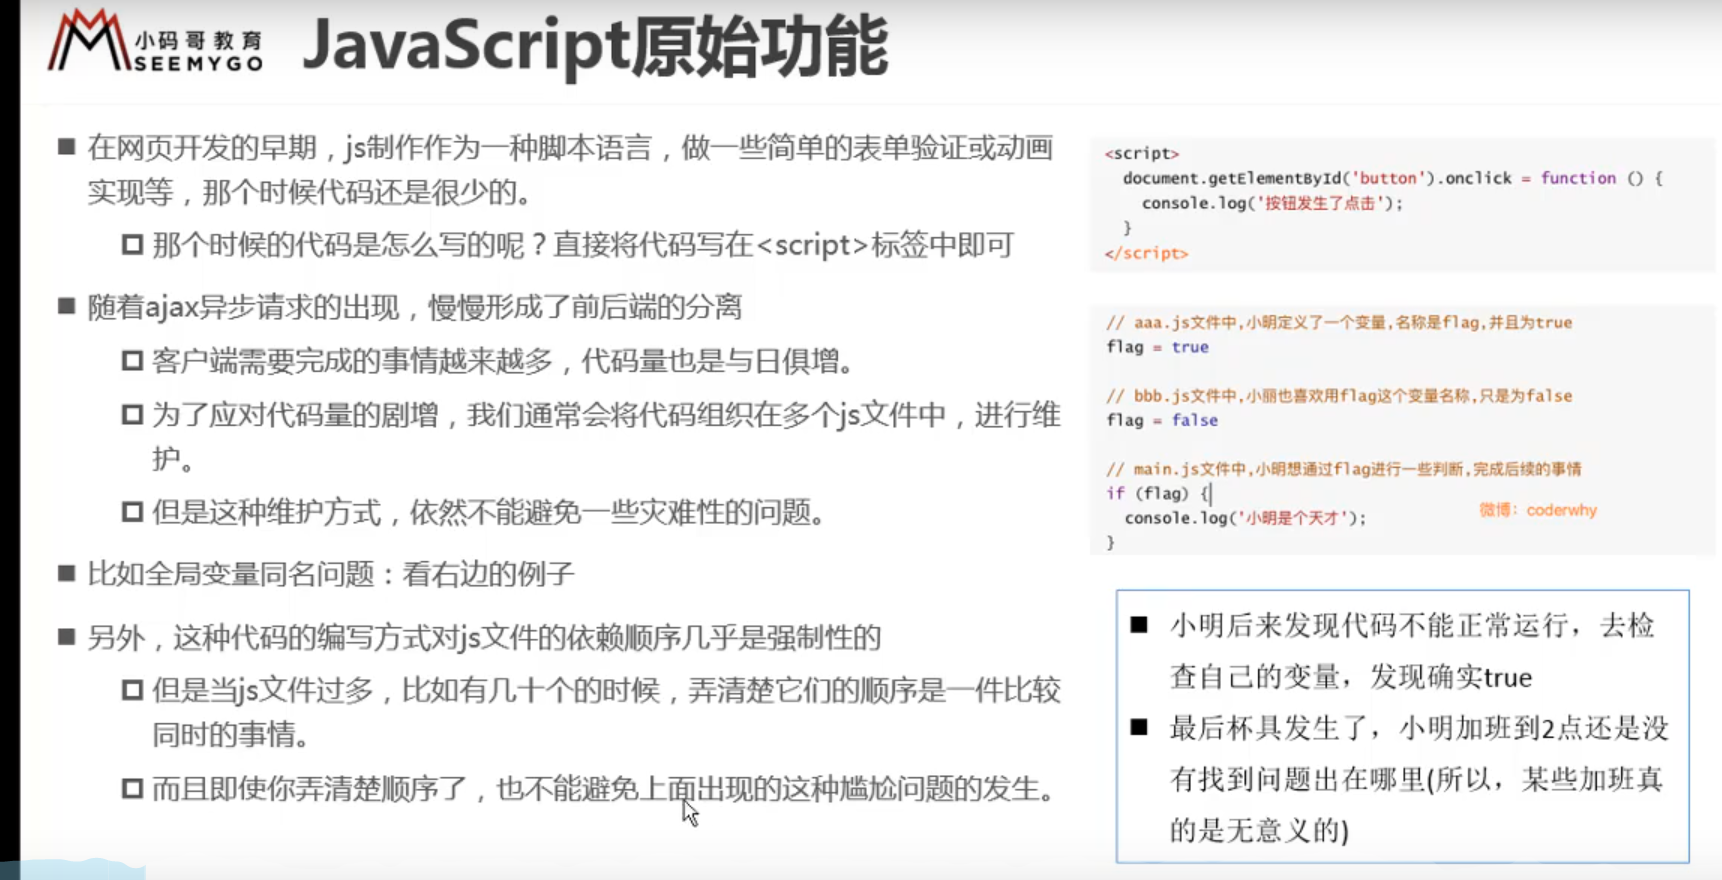 小码哥教育
SEEMYGO
JavaScript原始功能
■ 在网页开发的早期，js制作作为一种脚本语言，做一些简单的表单验证或动画
实现等，那个时候代码还是很少的。
那个时候的代码是怎么写的呢？直接将代码写在<script>标签中即可
■ 随着ajax异步请求的出现，慢慢形成了前后端的分离
客户端需要完成的事情越来越多，代码量也是与日俱增。
为了应对代码量的剧增，我们通常会将代码组织在多个js文件中，进行维
护。
但是这种维护方式，依然不能避免一些灾难性的问题。
■ 比如全局变量同名问题：看右边的例子
■ 另外，这种代码的编写方式对js文件的依赖顺序几乎是强制性的
但是当js文件过多，比如有几十个的时候，弄清楚它们的顺序是一件比较
同时的事情。
而且即使你弄清楚顺序了，也不能避免上面出现的这种尴尬问题的发生。
<script>
document.getElementById('button').onclick = function () {
console.log('按钮发生了点击');
}
</script>
// aaa.js文件中,小明定义了一个变量,名称是flag,并且为true
flag = true
// bbb.js文件中,小丽也喜欢用flag这个变量名称,只是为false
flag = false
// main.js文件中,小明想通过flag进行一些判断,完成后续的事情
if (flag) {
console.log('小明是个天才');
}
微博：coderwhy
■ 小明后来发现代码不能正常运行，去检
查自己的变量，发现确实true
■ 最后杯具发生了，小明加班到2点还是没
有找到问题出在哪里(所以，某些加班真
的是无意义的)